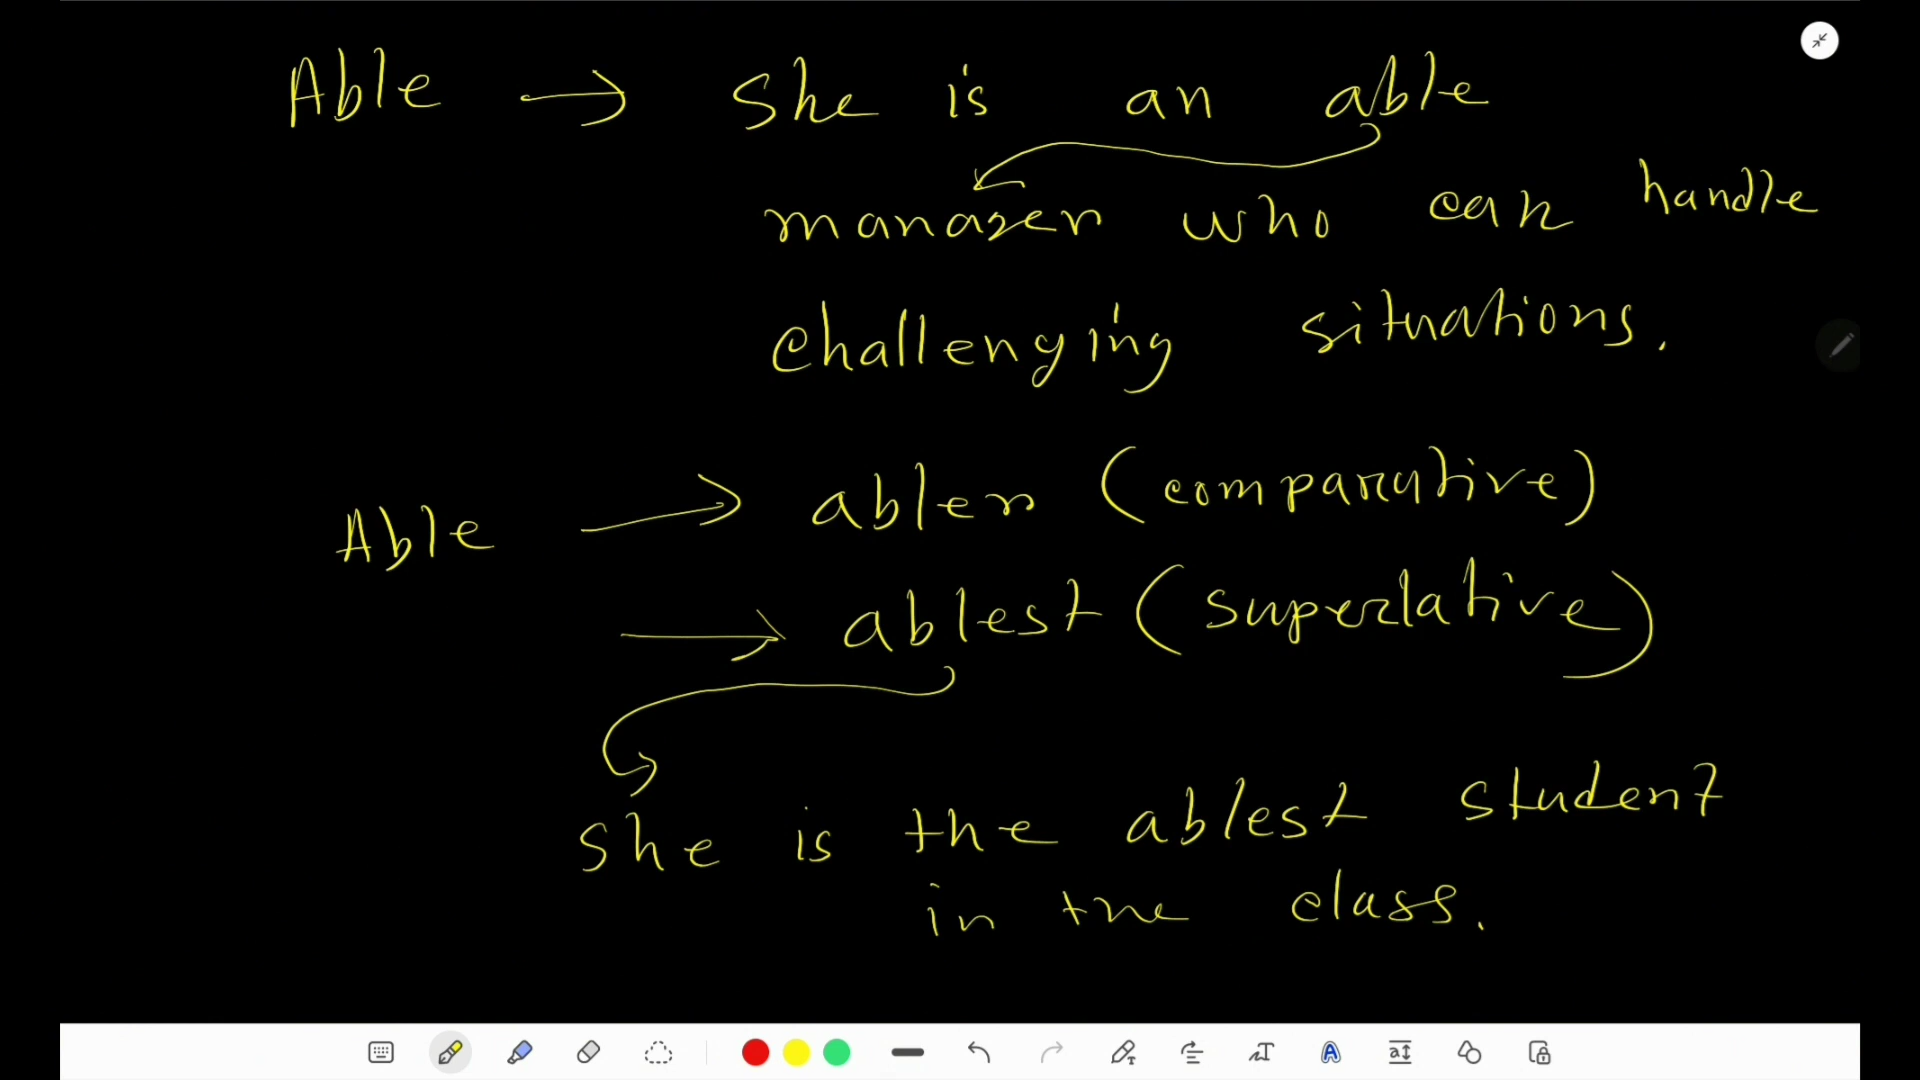 Able → She is an able
manager who can handle
challenging situations.
Able → abler (comparative)
→ ablest (superlative)
She is the ablest student
in the class.